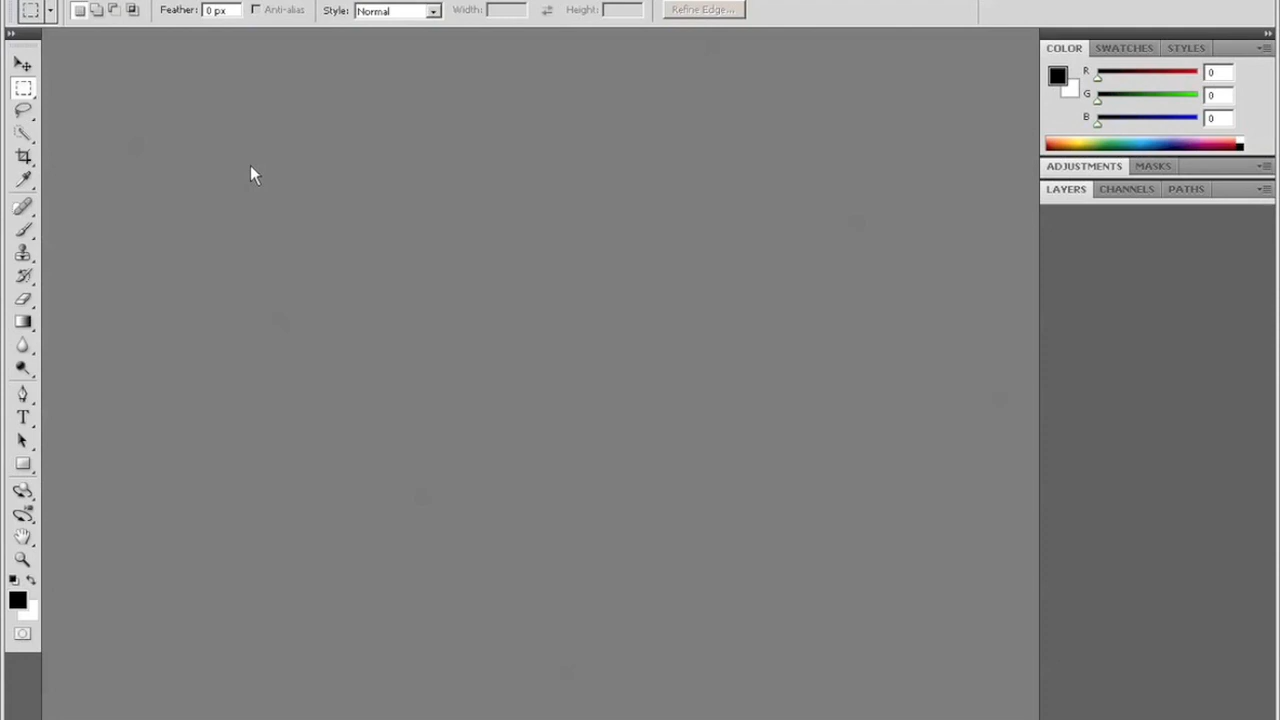 Feather: 0 px Anti-alias Style: Normal Width: Height: Refine Edge...
COLOR SWATCHES STYLES
R 0
G 0
B 0
ADJUSTMENTS MASKS
LAYERS CHANNELS PATHS